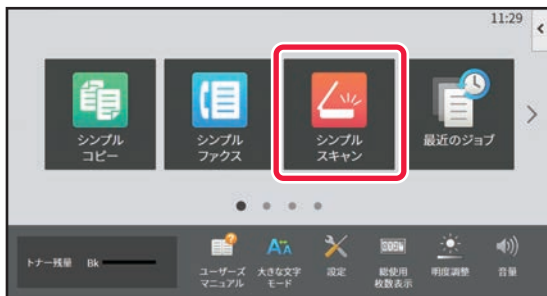 11:29
シンプル
コピー
シンプル
ファクス
シンプル
スキャン
最近のジョブ
トナー残量 Bk
ユーザーズ
マニュアル
大きな文字
モード
設定
総使用
枚数表示
明度調整
音量